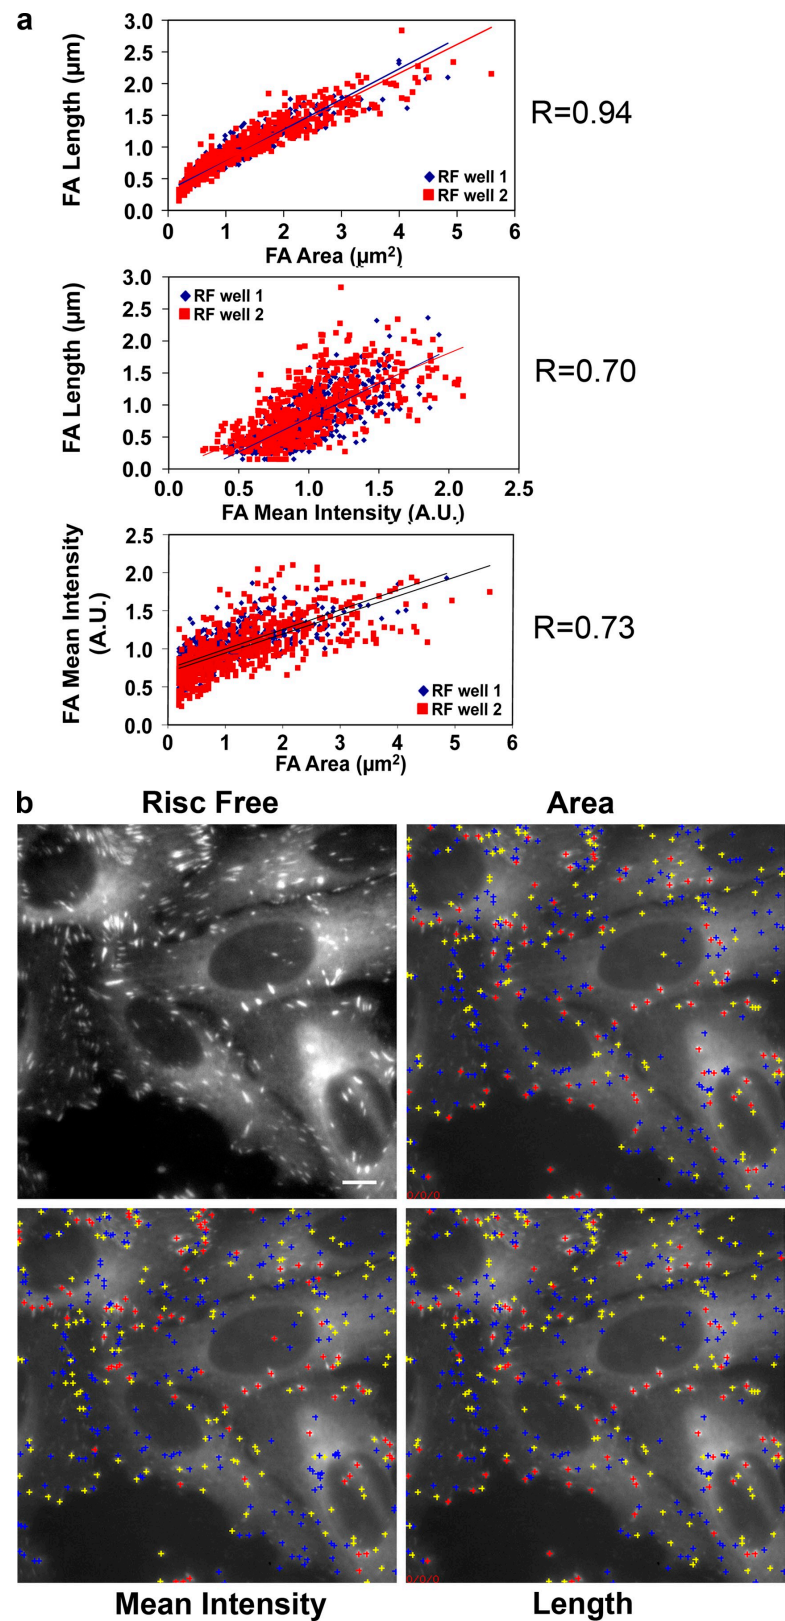 a
FA Length (µm)
3.0
2.5
2.0
1.5
1.0
0.5
0.0
0
1
2
3
4
5
6
FA Area (µm²)
RF well 1
RF well 2
R=0.94
FA Length (µm)
3.0
2.5
2.0
1.5
1.0
0.5
0.0
0.0
0.5
1.0
1.5
2.0
2.5
FA Mean Intensity (A.U.)
RF well 1
RF well 2
R=0.70
FA Mean Intensity
(A.U.)
2.5
2.0
1.5
1.0
0.5
0.0
0
1
2
3
4
5
6
FA Area (µm²)
RF well 1
RF well 2
R=0.73
b
Risc Free
Area
0/0/0
0/0/0
Mean Intensity
Length